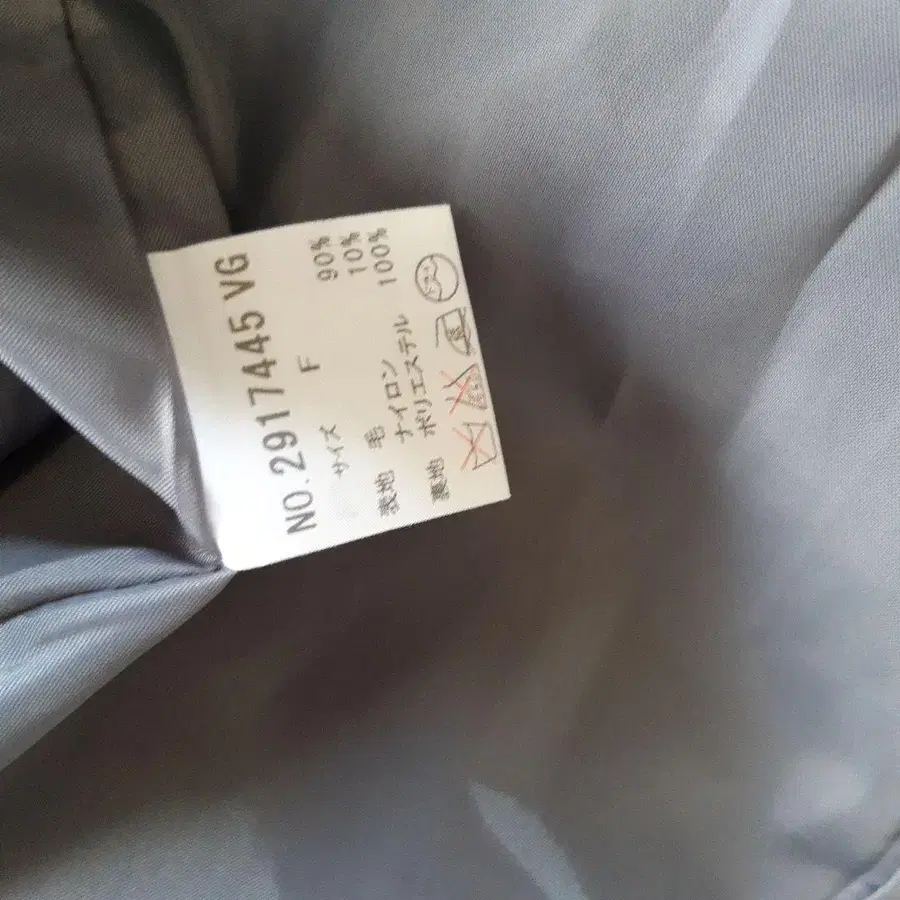 NO.2917445 VG
サイズ F
表地 毛 90%
ナイロン 10%
裏地 ポリエステル 100%